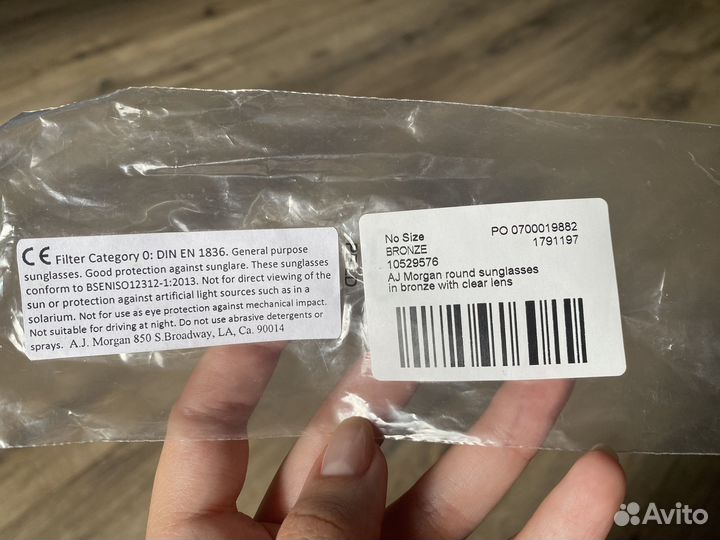 CE Filter Category 0: DIN EN 1836. General purpose
sunglasses. Good protection against sunglare. These sunglasses
conform to BSENISO12312-1:2013. Not for direct viewing of the
sun or protection against artificial light sources such as in a
solarium. Not for use as eye protection against mechanical impact.
Not suitable for driving at night. Do not use abrasive detergents or
sprays. A.J. Morgan 850 S.Broadway, LA, Ca. 90014
No Size PO 0700019882
BRONZE 1791197
10529576
AJ Morgan round sunglasses
in bronze with clear lens
Avito